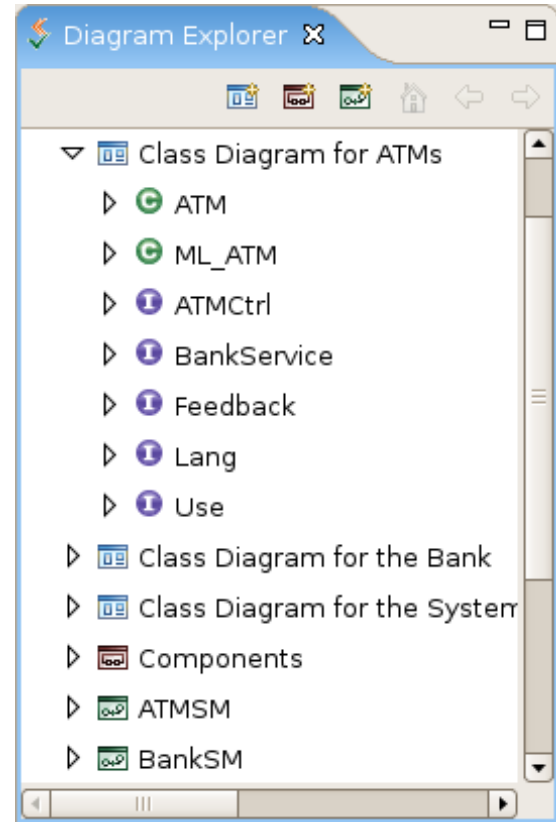 Diagram Explorer
Class Diagram for ATMs
C ATM
C ML_ATM
I ATMCtrl
I BankService
I Feedback
I Lang
I Use
Class Diagram for the Bank
Class Diagram for the System
Components
ATMSM
BankSM